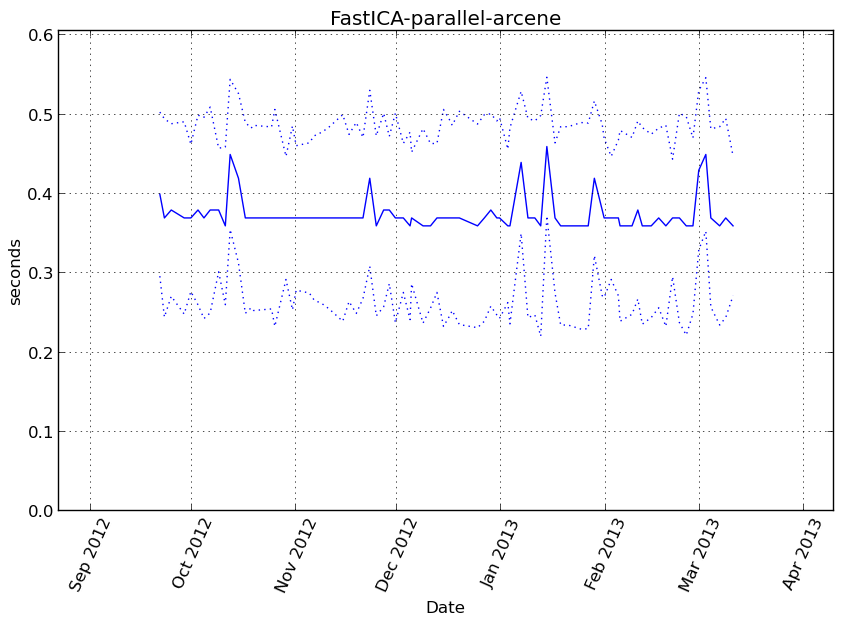 FastICA-parallel-arcene
0.6
0.5
0.4
0.3
0.2
0.1
0.0
seconds
Sep 2012
Oct 2012
Nov 2012
Dec 2012
Jan 2013
Feb 2013
Mar 2013
Apr 2013
Date